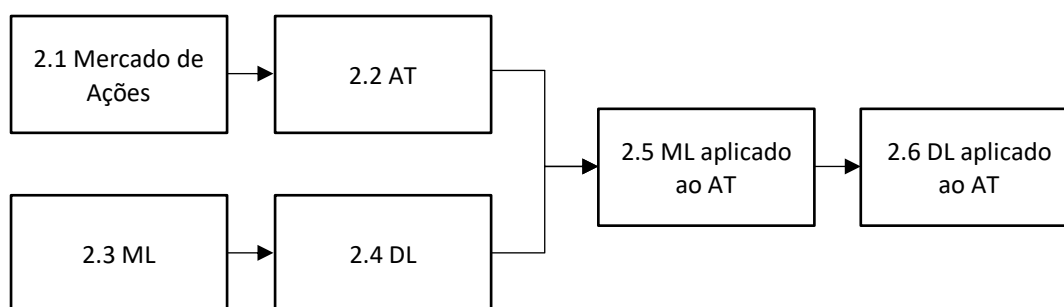 2.1 Mercado de
Ações
2.2 AT
2.3 ML
2.4 DL
2.5 ML aplicado
ao AT
2.6 DL aplicado
ao AT